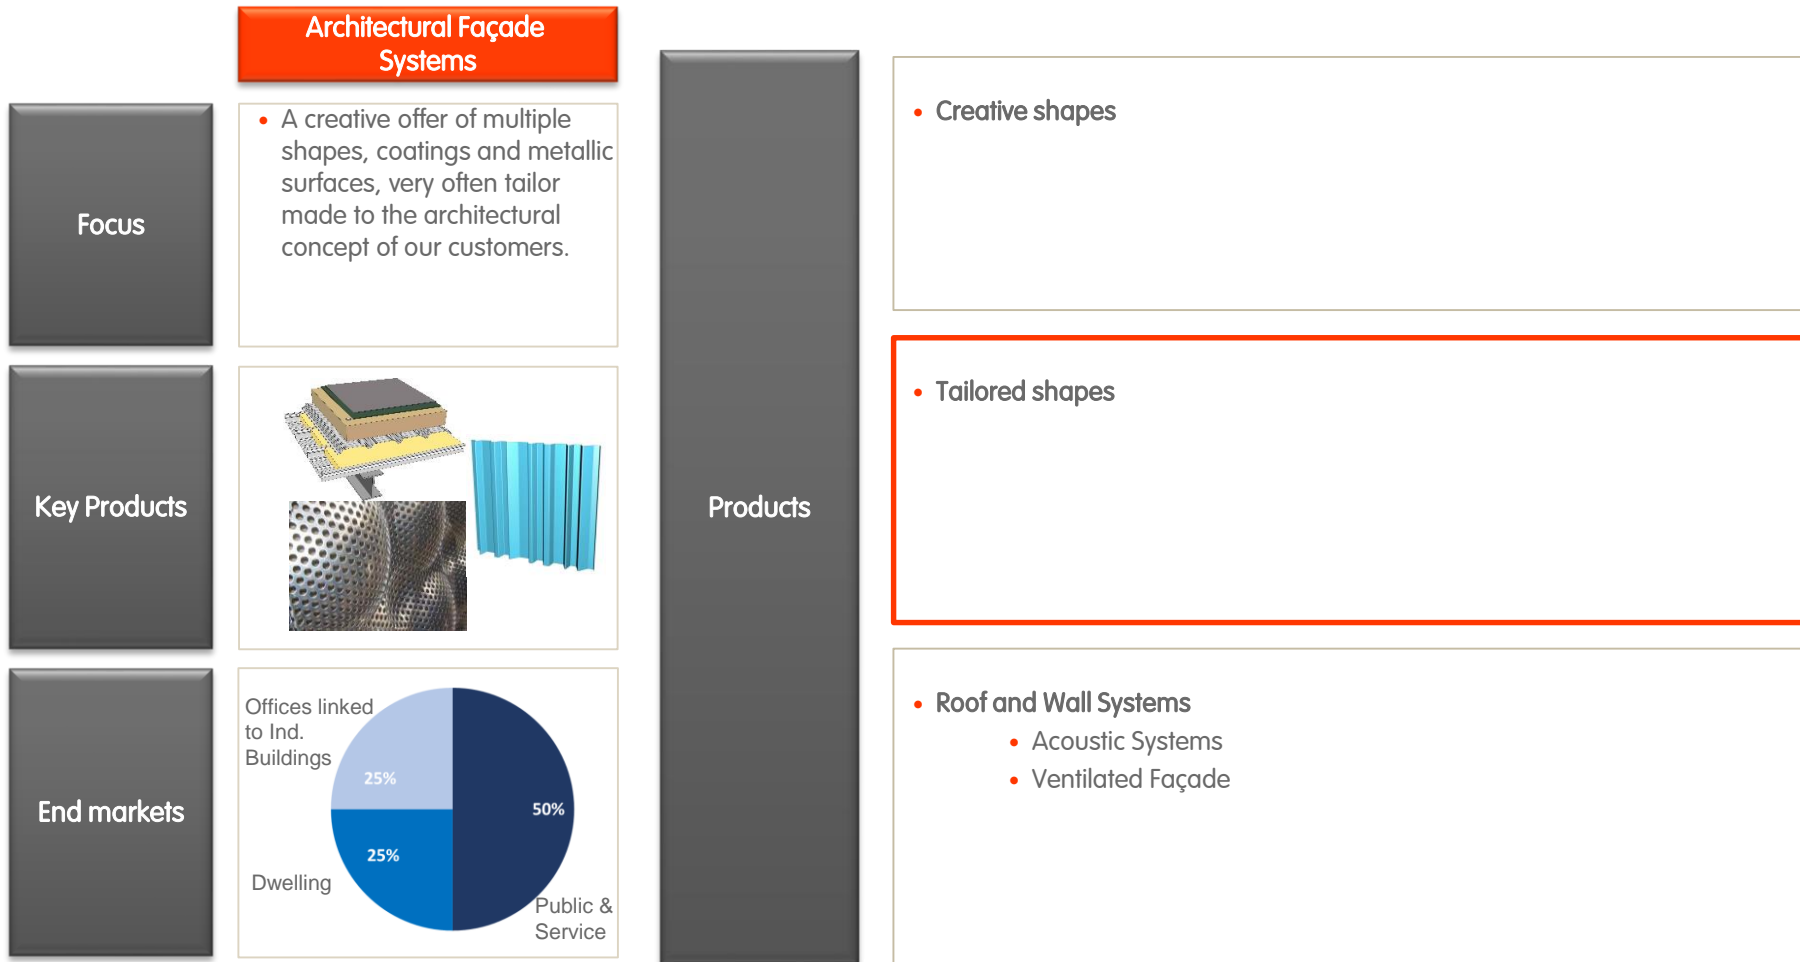 Architectural Façade
Systems
Focus
• A creative offer of multiple
shapes, coatings and metallic
surfaces, very often tailor
made to the architectural
concept of our customers.
Key Products
End markets
Offices linked
to Ind.
Buildings
25%
50%
25%
Dwelling
Public &
Service
Products
• Creative shapes
• Tailored shapes
• Roof and Wall Systems
• Acoustic Systems
• Ventilated Façade